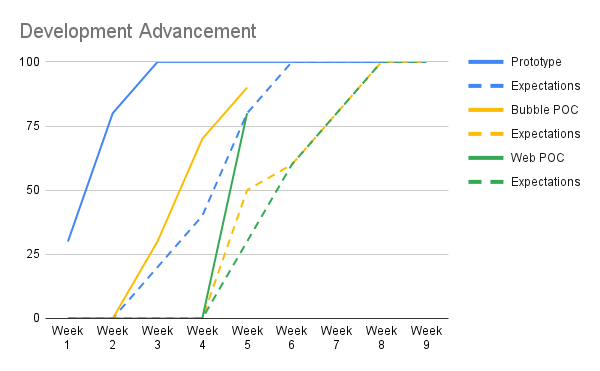 Development Advancement
100
75
50
25
0
Week 1
Week 2
Week 3
Week 4
Week 5
Week 6
Week 7
Week 8
Week 9
Prototype
Expectations
Bubble POC
Expectations
Web POC
Expectations